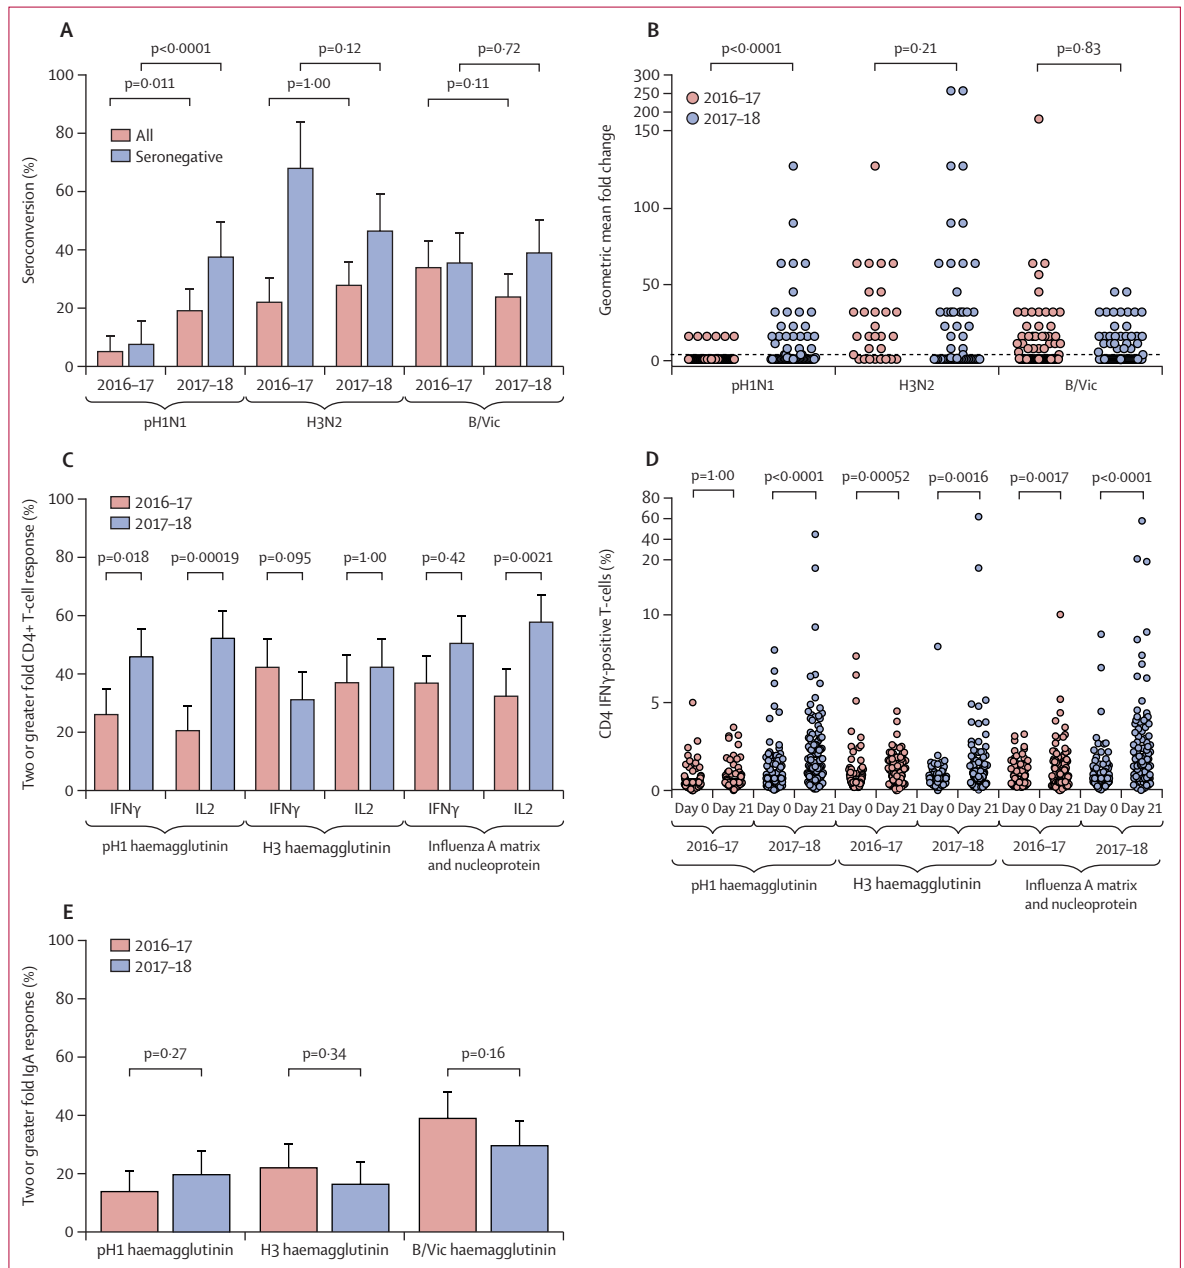 A
p<0·0001
p=0·12
p=0·72
p=0·011
p=1·00
p=0·11
100
80
60
40
20
0
Seroconversion (%)
All
Seronegative
2016–17
2017–18
2016–17
2017–18
2016–17
2017–18
pH1N1
H3N2
B/Vic
B
p<0·0001
p=0·21
p=0·83
300
250
200
150
100
50
0
Geometric mean fold change
2016–17
2017–18
pH1N1
H3N2
B/Vic
C
100
80
60
40
20
0
Two or greater fold CD4+ T-cell response (%)
2016–17
2017–18
p=0·018
p=0·00019
p=0·095
p=1·00
p=0·42
p=0·0021
IFNγ
IL2
IFNγ
IL2
IFNγ
IL2
pH1 haemagglutinin
H3 haemagglutinin
Influenza A matrix
and nucleoprotein
D
p=1·00
p<0·0001
p=0·00052
p=0·0016
p=0·0017
p<0·0001
80
60
40
20
10
5
0
CD4 IFNγ-positive T-cells (%)
Day 0
Day 21
Day 0
Day 21
Day 0
Day 21
Day 0
Day 21
Day 0
Day 21
Day 0
Day 21
2016–17
2017–18
2016–17
2017–18
2016–17
2017–18
pH1 haemagglutinin
H3 haemagglutinin
Influenza A matrix
and nucleoprotein
E
100
80
60
40
20
0
Two or greater fold IgA response (%)
2016–17
2017–18
p=0·27
p=0·34
p=0·16
pH1 haemagglutinin
H3 haemagglutinin
B/Vic haemagglutinin